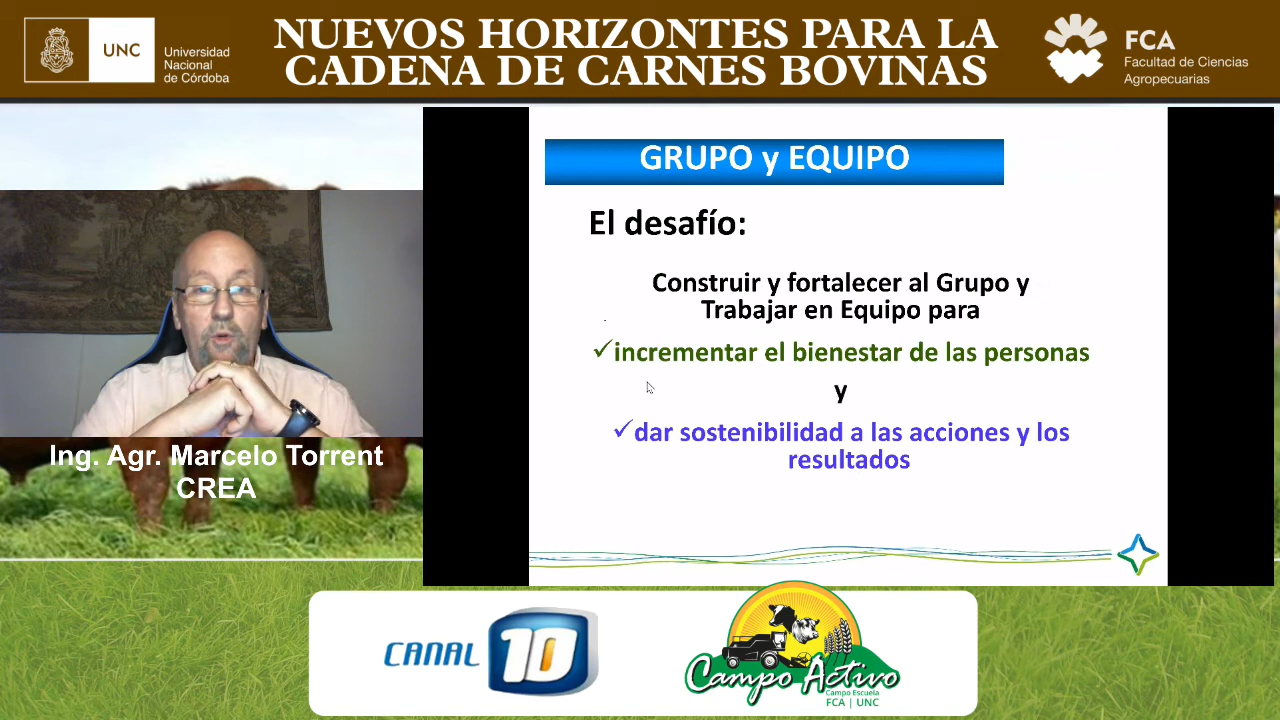 UNC
Universidad
Nacional
de Córdoba
NUEVOS HORIZONTES PARA LA
CADENA DE CARNES BOVINAS
FCA
Facultad de Ciencias
Agropecuarias
GRUPO y EQUIPO
El desafío:
Construir y fortalecer al Grupo y
Trabajar en Equipo para
✓incrementar el bienestar de las personas
y
✓dar sostenibilidad a las acciones y los
resultados
Ing. Agr. Marcelo Torrent
CREA
CANAL 10
Campo Activo
Campo Escuela
FCA | UNC